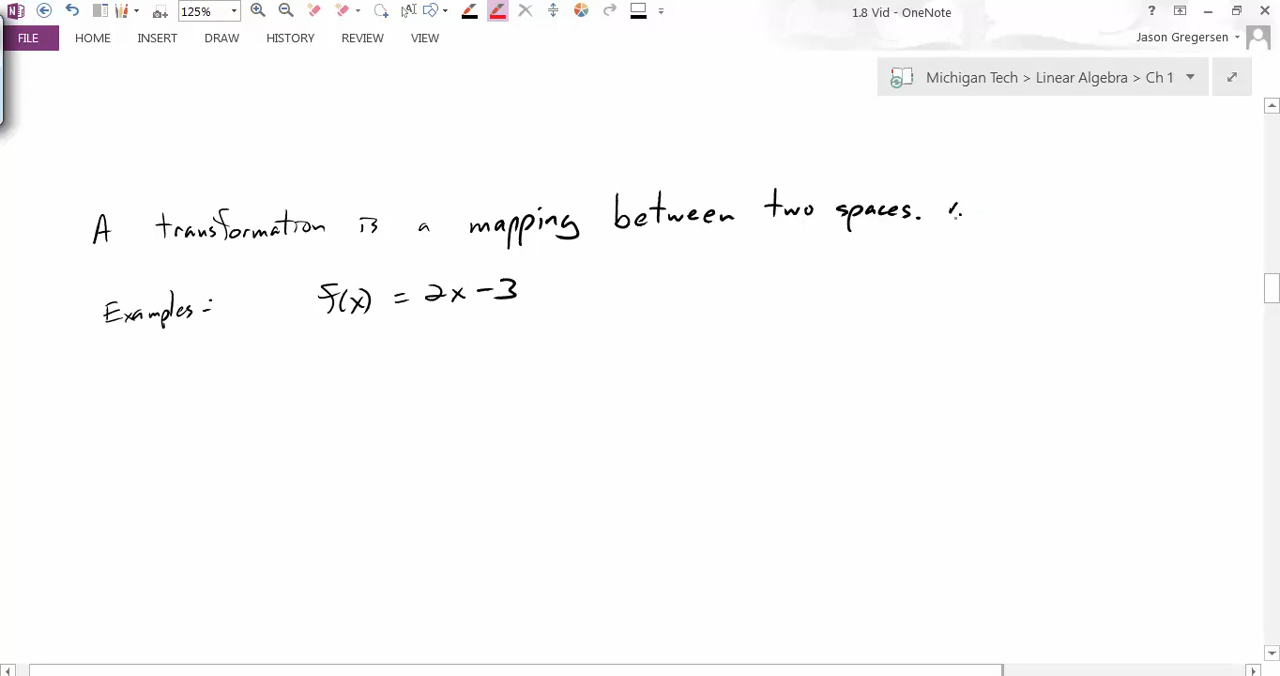 125%
1.8 Vid - OneNote
?
FILE HOME INSERT DRAW HISTORY REVIEW VIEW
Jason Gregersen
Michigan Tech > Linear Algebra > Ch 1
A transformation is a mapping between two spaces.
Examples: f(x) = 2x - 3